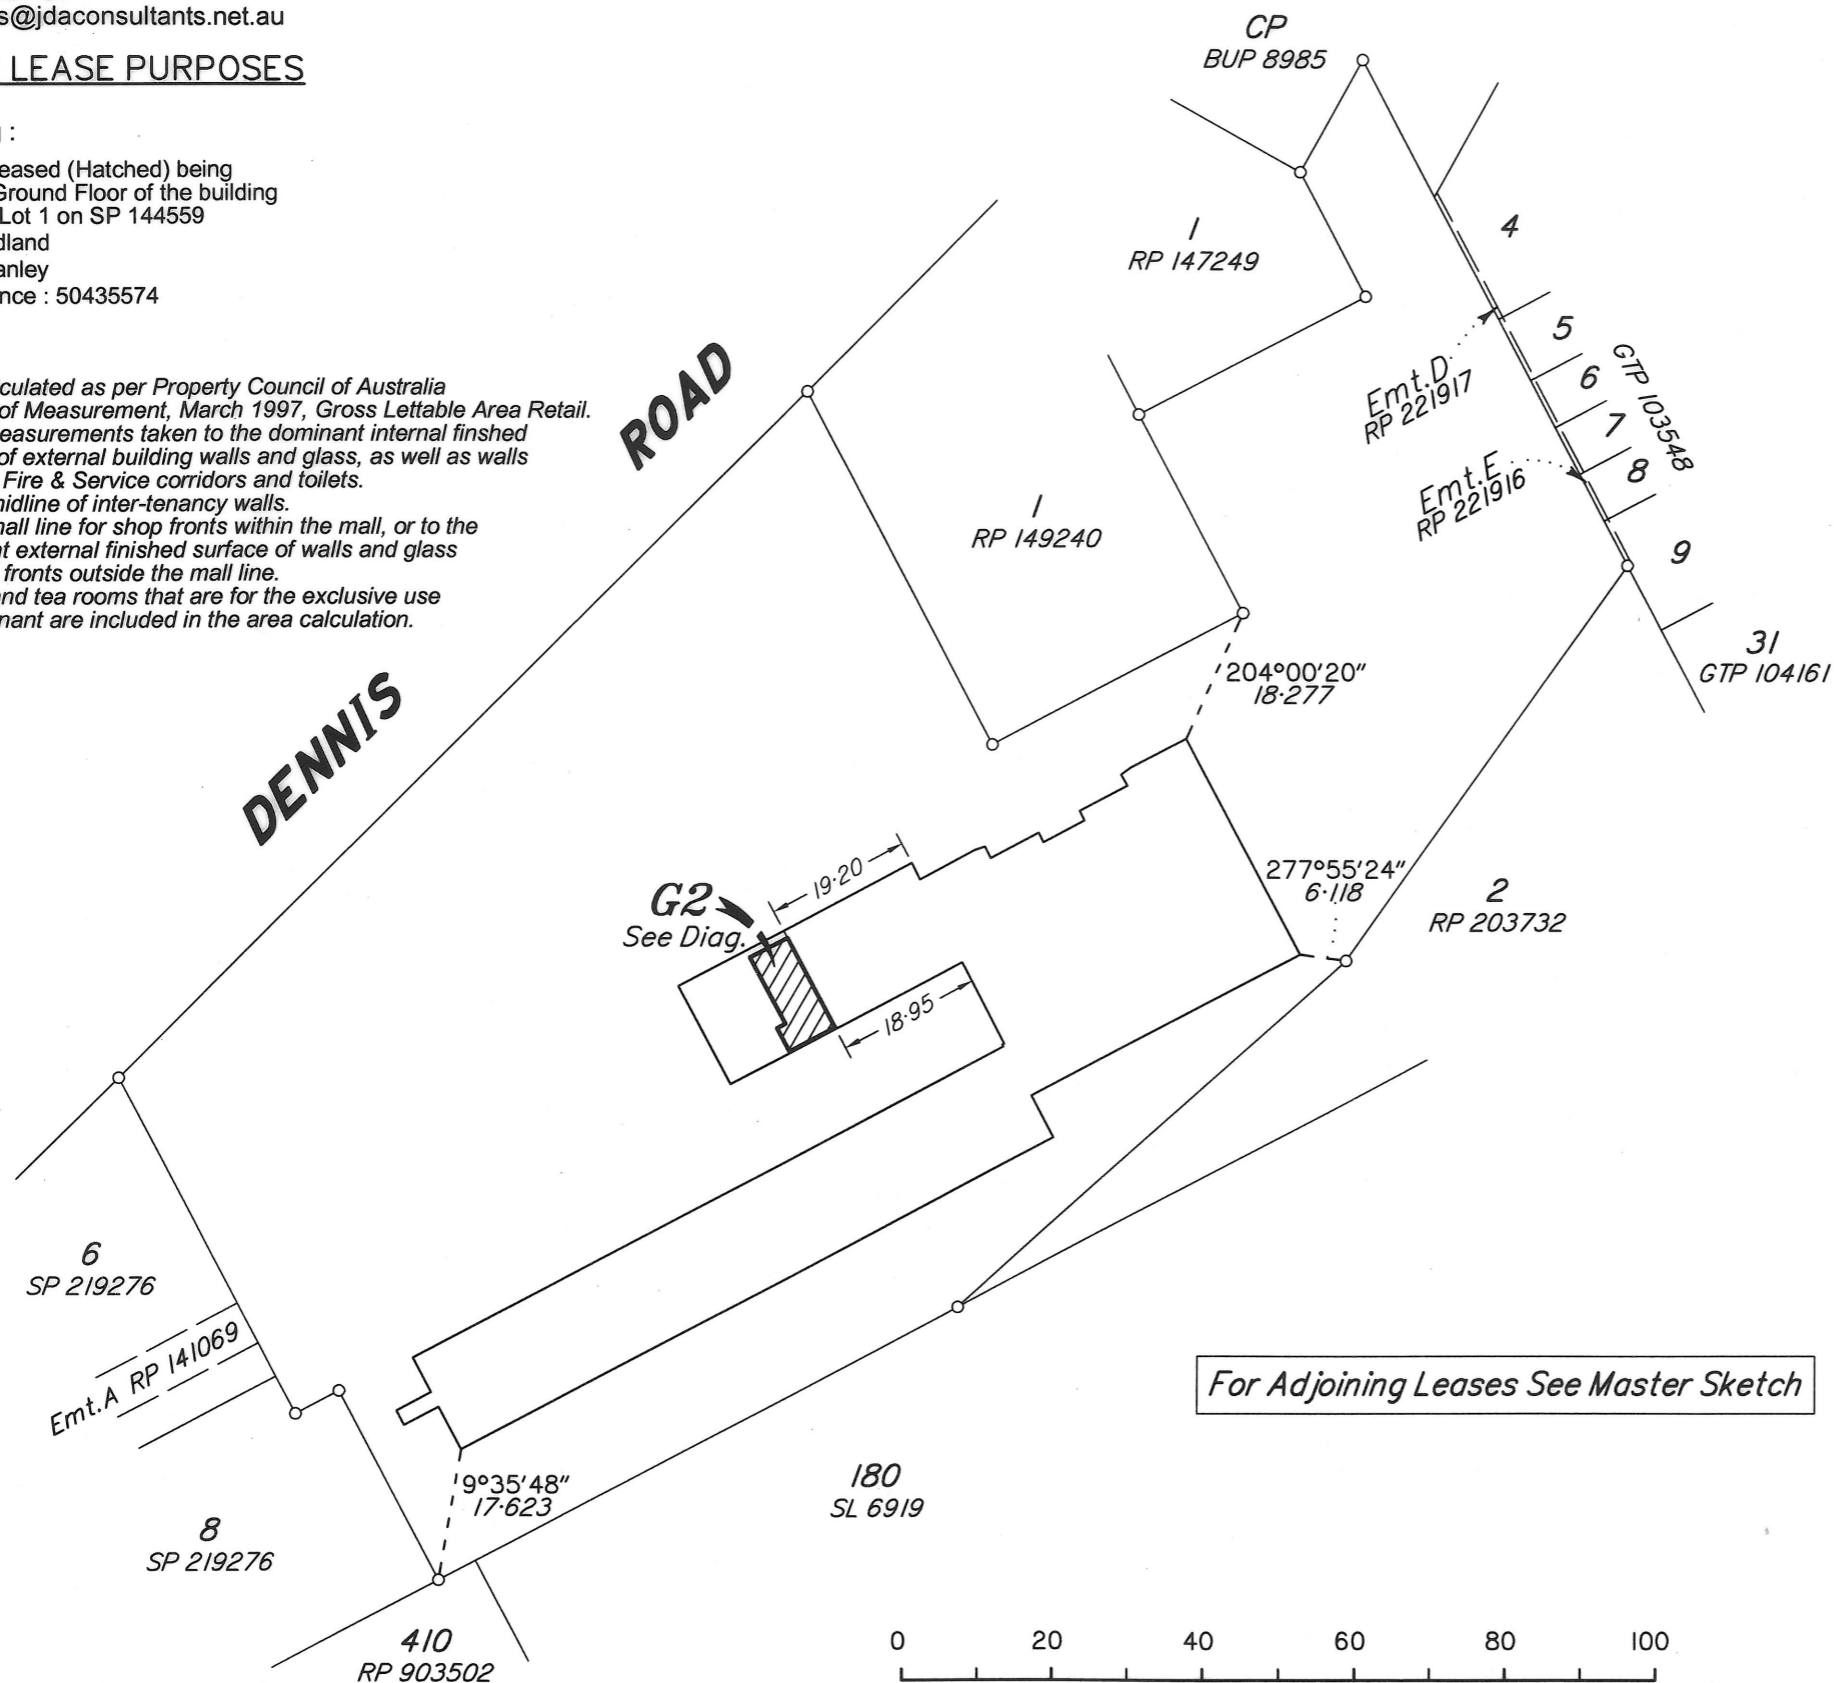 s@jdaconsultants.net.au
LEASE PURPOSES
:
eased (Hatched) being
Ground Floor of the building
Lot 1 on SP 144559
dland
anley
nce : 50435574
culated as per Property Council of Australia
of Measurement, March 1997, Gross Lettable Area Retail.
easurements taken to the dominant internal finshed
of external building walls and glass, as well as walls
Fire & Service corridors and toilets.
nidline of inter-tenancy walls.
nall line for shop fronts within the mall, or to the
nt external finished surface of walls and glass
fronts outside the mall line.
and tea rooms that are for the exclusive use
nant are included in the area calculation.
CP
BUP 8985
1
RP 147249
4
5
6
7
8
9
GTP 103548
Emt.D
RP 221917
Emt.E
RP 221916
31
GTP 104161
DENNIS ROAD
1
RP 149240
204°00'20"
18·277
277°55'24"
6·118
2
RP 203732
19·20
G2
See Diag.
18·95
6
SP 219276
Emt.A RP 141069
For Adjoining Leases See Master Sketch
9°35'48"
17·623
180
SL 6919
8
SP 219276
410
RP 903502
0 20 40 60 80 100